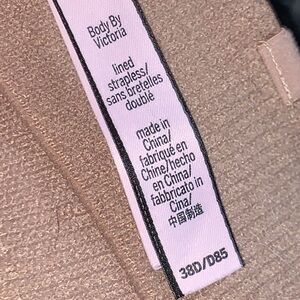 Body By
Victoria
lined
strapless/
sans bretelles
doublé
made in
China/
fabriqué en
Chine/hecho
en China/
fabbricato in
Cina/
中国制造
38D/D85